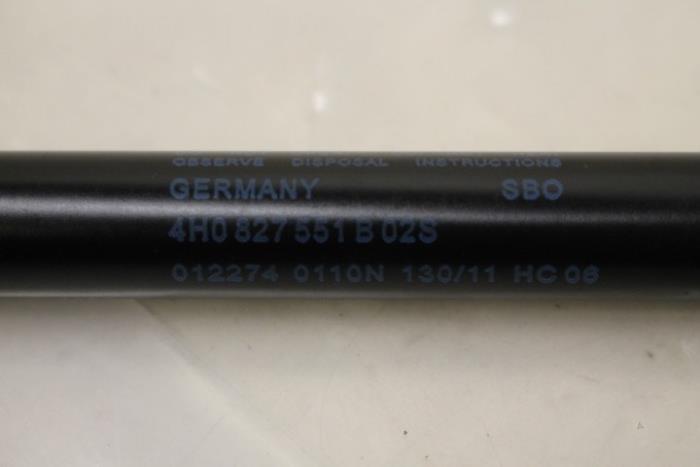 OBSERVE DISPOSAL INSTRUCTIONS
GERMANY SBO
4H0 827 551 B 02S
012274 0110N 130/11 HC 06